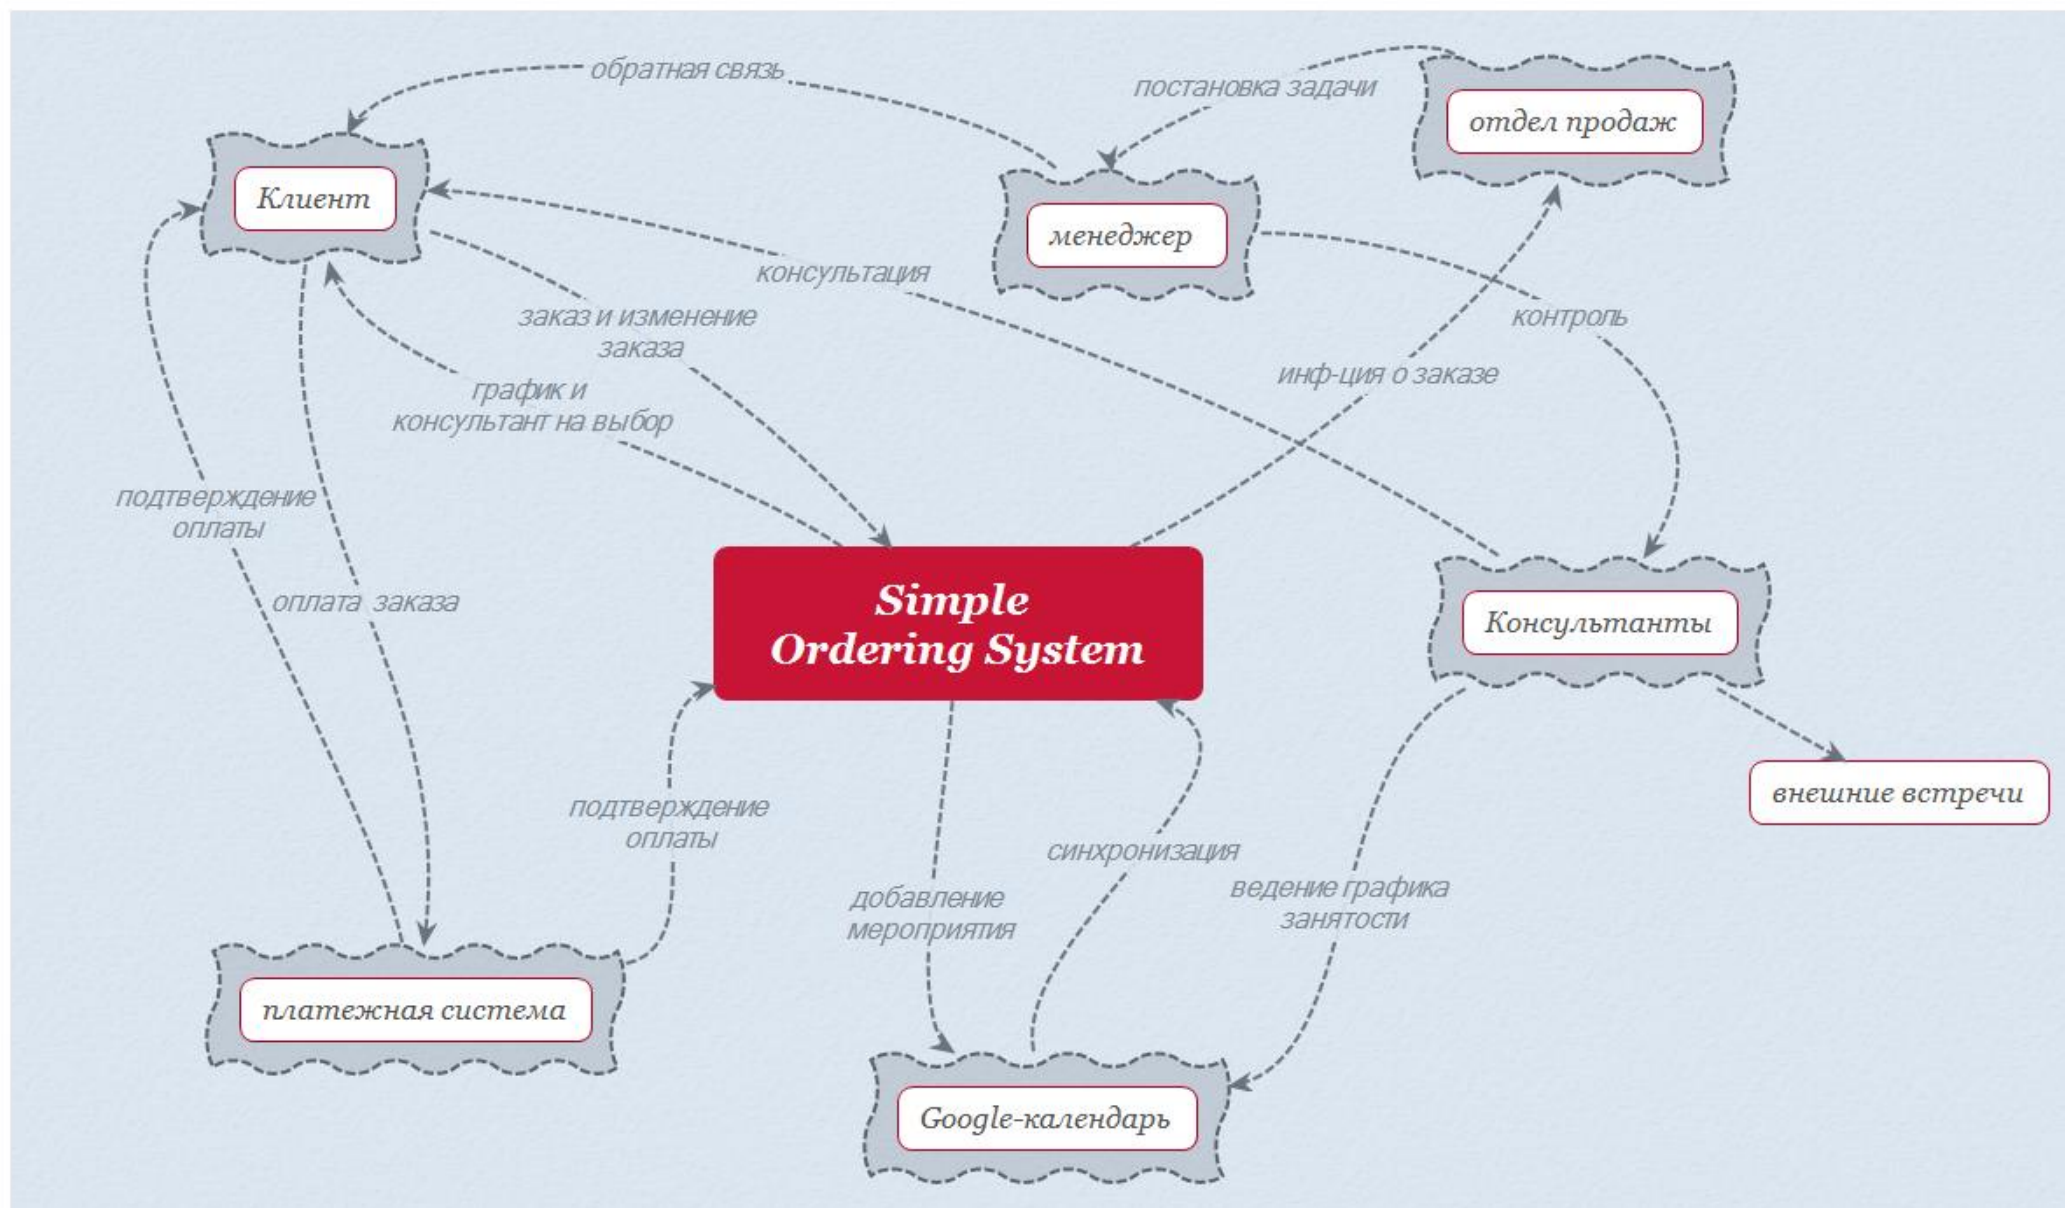 обратная связь
постановка задачи
отдел продаж
Клиент
менеджер
консультация
заказ и изменение
заказа
контроль
инф-ция о заказе
график и
консультант на выбор
подтверждение
оплаты
оплата заказа
Simple
Ordering System
Консультанты
внешние встречи
подтверждение
оплаты
синхронизация
ведение графика
занятости
добавление
мероприятия
платежная система
Google-календарь